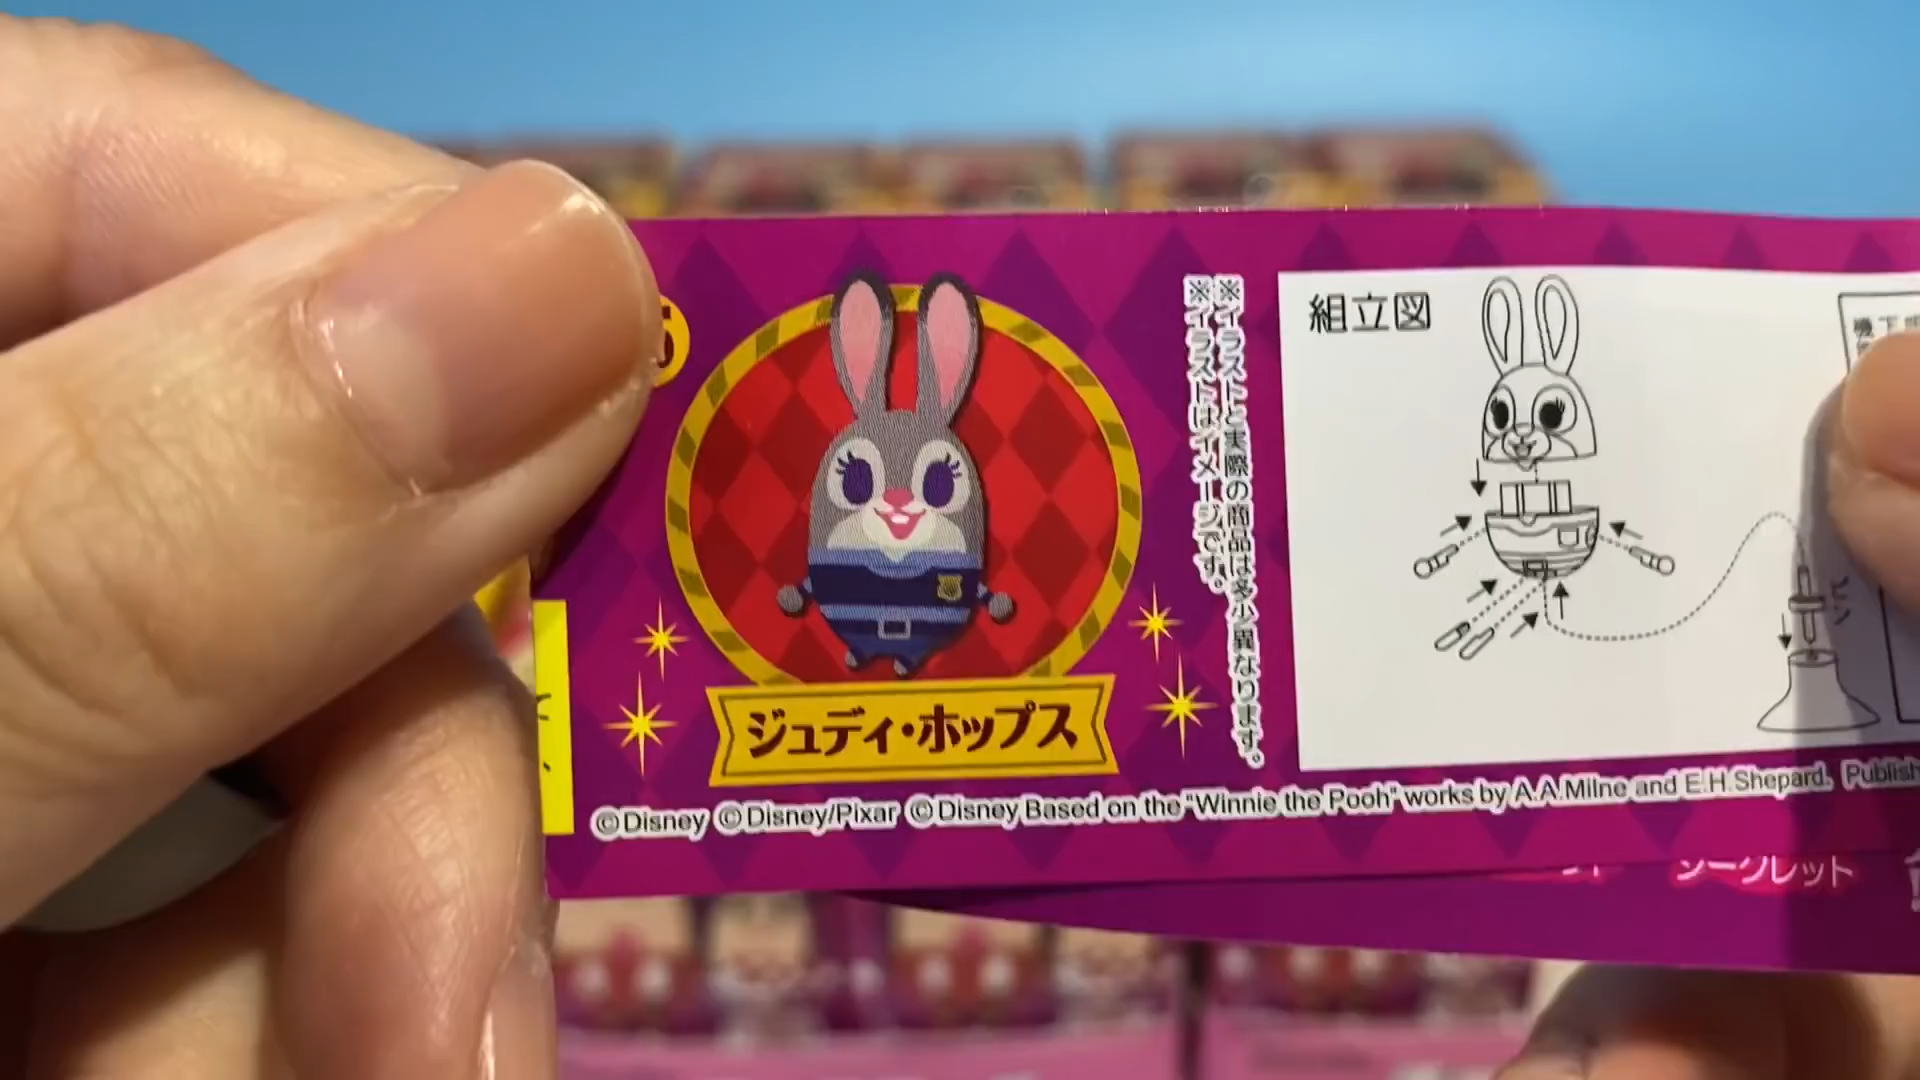 5
ジュディ・ホップス
※イラストと実際の商品は多少異なります。
※イラストはイメージです。
組立図
ピン
©Disney ©Disney/Pixar ©Disney Based on the "Winnie the Pooh" works by A.A.Milne and E.H.Shepard.
シークレット